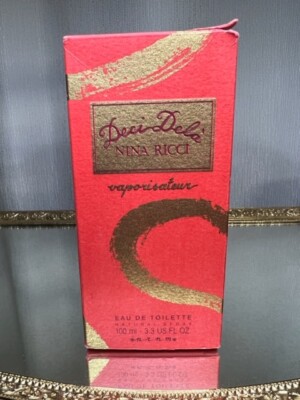 Deci Delà
NINA RICCI
vaporisateur
EAU DE TOILETTE
NATURAL SPRAY
100 ml - 3.3 US.FL.OZ